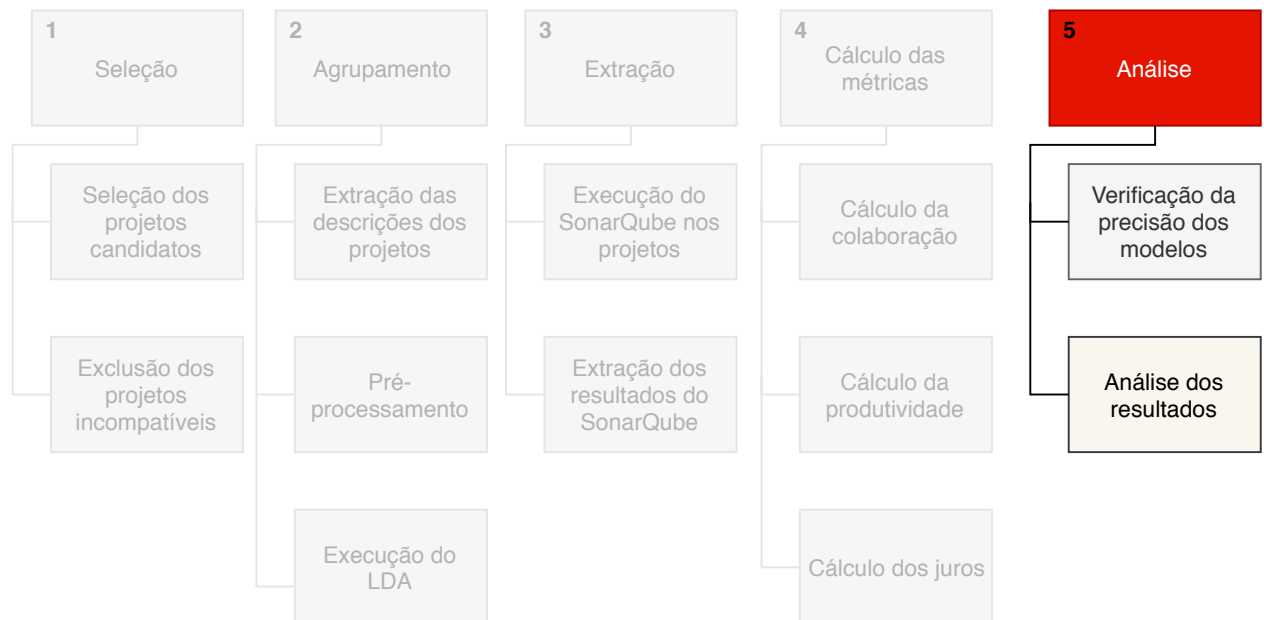 1
Seleção
Seleção dos
projetos
candidatos
Exclusão dos
projetos
incompatíveis
2
Agrupamento
Extração das
descrições dos
projetos
Pré-
processamento
Execução do
LDA
3
Extração
Execução do
SonarQube nos
projetos
Extração dos
resultados do
SonarQube
4
Cálculo das
métricas
Cálculo da
colaboração
Cálculo da
produtividade
Cálculo dos juros
5
Análise
Verificação da
precisão dos
modelos
Análise dos
resultados